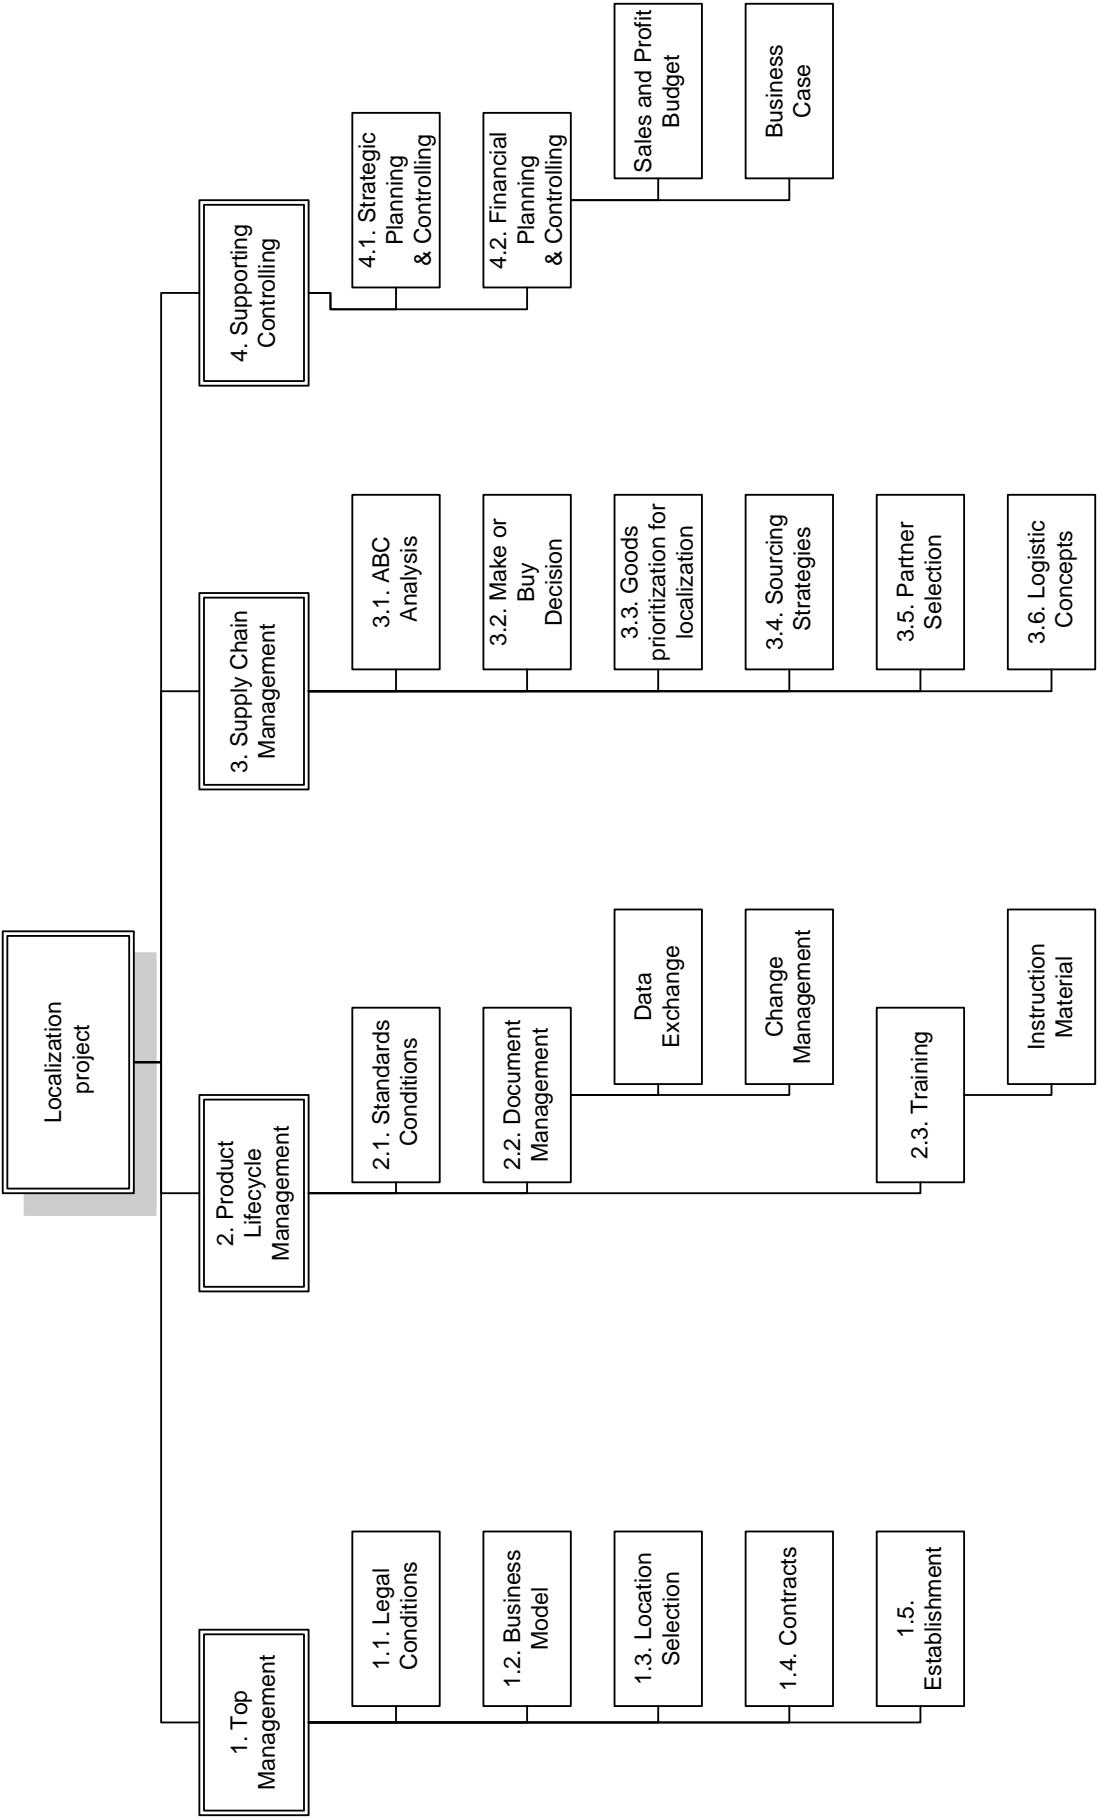 Localization
project
1. Top
Management
1.1. Legal
Conditions
1.2. Business
Model
1.3. Location
Selection
1.4. Contracts
1.5.
Establishment
2. Product
Lifecycle
Management
2.1. Standards
Conditions
2.2. Document
Management
Data
Exchange
Change
Management
2.3. Training
Instruction
Material
3. Supply Chain
Management
3.1. ABC
Analysis
3.2. Make or
Buy
Decision
3.3. Goods
prioritization for
localization
3.4. Sourcing
Strategies
3.5. Partner
Selection
3.6. Logistic
Concepts
4. Supporting
Controlling
4.1. Strategic
Planning
& Controlling
4.2. Financial
Planning
& Controlling
Sales and Profit
Budget
Business
Case